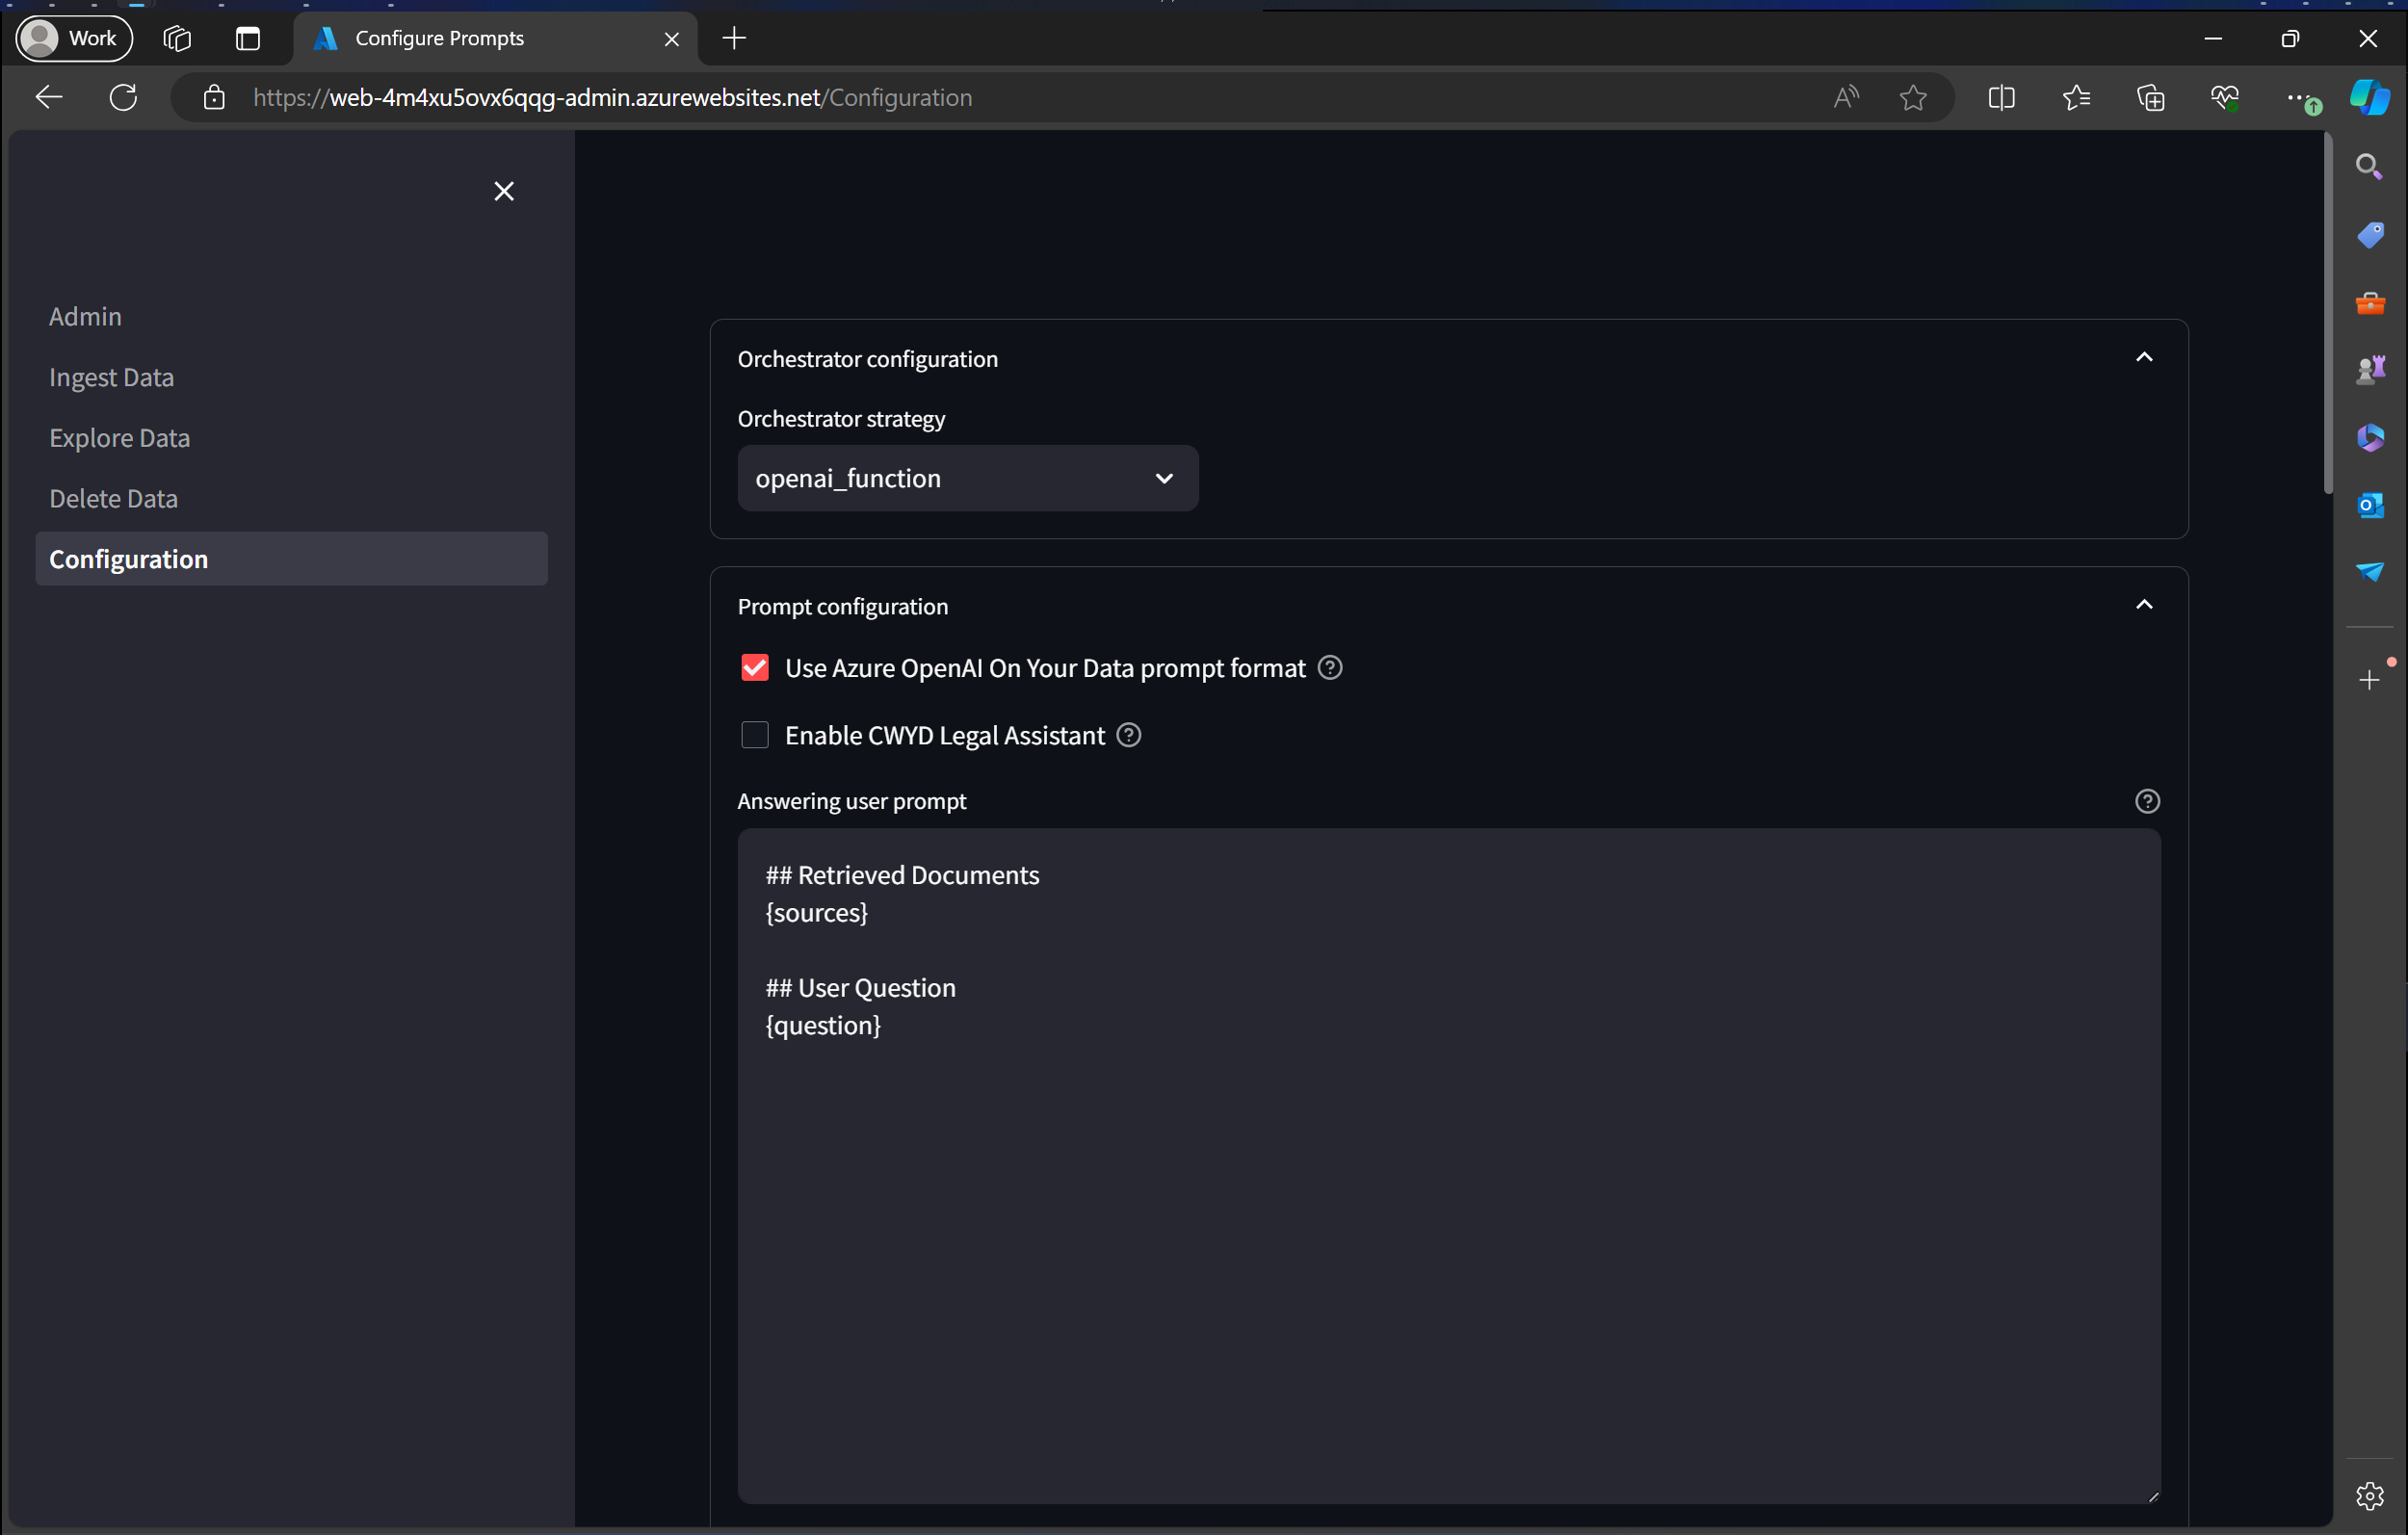 Work
Configure Prompts
https://web-4m4xu5ovx6qqg-admin.azurewebsites.net/Configuration
Admin
Ingest Data
Explore Data
Delete Data
Configuration
Orchestrator configuration
Orchestrator strategy
openai_function
Prompt configuration
Use Azure OpenAI On Your Data prompt format
Enable CWYD Legal Assistant
Answering user prompt
## Retrieved Documents
{sources}
## User Question
{question}